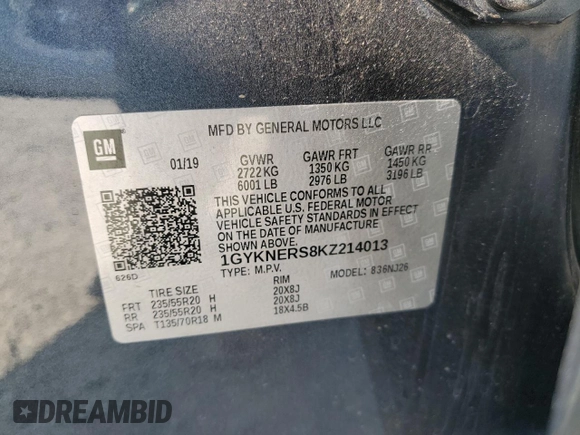 GM
MFD BY GENERAL MOTORS LLC
01/19 GVWR GAWR FRT GAWR RR
2722 KG 1350 KG 1450 KG
6001 LB 2976 LB 3196 LB
THIS VEHICLE CONFORMS TO ALL
APPLICABLE U.S. FEDERAL MOTOR
VEHICLE SAFETY STANDARDS IN EFFECT
ON THE DATE OF MANUFACTURE
SHOWN ABOVE.
1GYKNERS8KZ214013
626D TYPE: M.P.V. MODEL: 836NJ26
TIRE SIZE RIM
FRT 235/55R20 H 20X8J
RR 235/55R20 H 20X8J
SPA T135/70R18 M 18X4.5B
DREAMBID